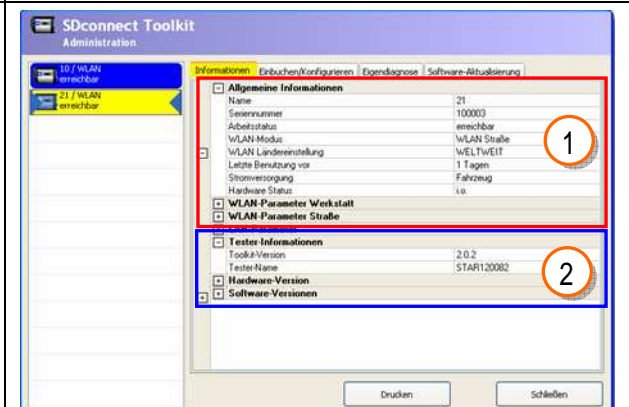 SDconnect Toolkit
Administration
10 / WLAN
erreichbar
21 / WLAN
erreichbar
Informationen Einbuchen/Konfigurieren Eigendiagnose Software-Aktualisierung
Allgemeine Informationen
Name 21
Seriennummer 100003
Arbeitsstatus erreichbar
WLAN-Modus WLAN Straße
WLAN Ländereinstellung WELTWEIT
Letzte Benutzung vor 1 Tagen
Stromversorgung Fahrzeug
Hardware Status i.o.
1
WLAN-Parameter Werkstatt
WLAN-Parameter Straße
Tester-Informationen
Toolkit-Version 2.0.2
Tester-Name STAR120082
2
Hardware-Version
Software-Versionen
Drucken Schließen